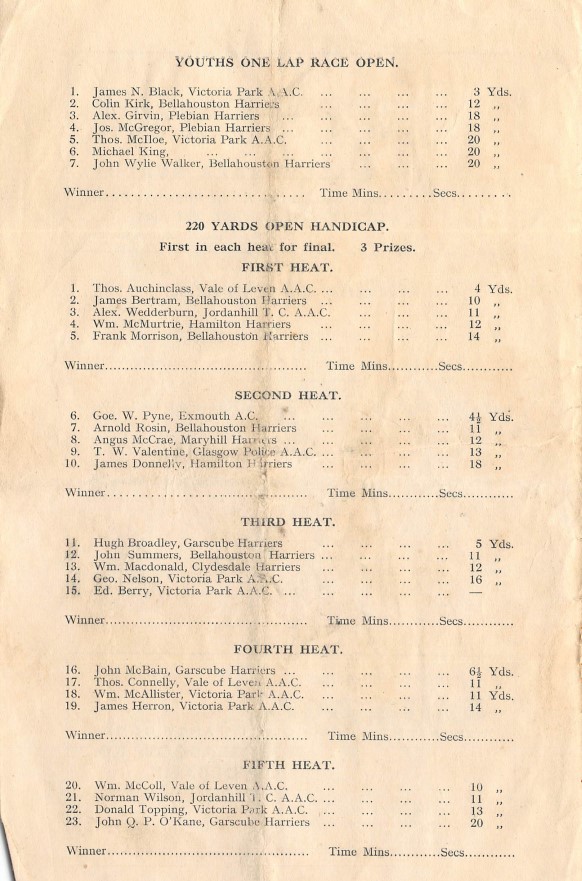 YOUTHS ONE LAP RACE OPEN.
1. James N. Black, Victoria Park A.A.C. ... ... ... ... 3 Yds.
2. Colin Kirk, Bellahouston Harriers ... ... ... ... 12 ,,
3. Alex. Girvin, Plebian Harriers ... ... ... ... ... 18 ,,
4. Jos. McGregor, Plebian Harriers ... ... ... ... ... 18 ,,
5. Thos. McIloe, Victoria Park A.A.C. ... ... ... ... 20 ,,
6. Michael King, ... ... ... ... ... ... ... 20 ,,
7. John Wylie Walker, Bellahouston Harriers ... ... ... 20 ,,
Winner................................ Time Mins.........Secs.........
220 YARDS OPEN HANDICAP.
First in each heat for final. 3 Prizes.
FIRST HEAT.
1. Thos. Auchinclass, Vale of Leven A.A.C. ... ... ... ... 4 Yds.
2. James Bertram, Bellahouston Harriers ... ... ... ... 10 ,,
3. Alex. Wedderburn, Jordanhill T. C. A.A.C. ... ... ... 11 ,,
4. Wm. McMurtrie, Hamilton Harriers ... ... ... ... 12 ,,
5. Frank Morrison, Bellahouston Harriers ... ... ... ... 14 ,,
Winner................................ Time Mins...........Secs...........
SECOND HEAT.
6. Goe. W. Pyne, Exmouth A.C. ... ... ... ... ... 4½ Yds.
7. Arnold Rosin, Bellahouston Harriers ... ... ... ... 11 ,,
8. Angus McCrae, Maryhill Harriers ... ... ... ... ... 12 ,,
9. T. W. Valentine, Glasgow Police A.A.C. ... ... ... ... 13 ,,
10. James Donnelly, Hamilton Harriers ... ... ... ... 18 ,,
Winner................................ Time Mins...........Secs...........
THIRD HEAT.
11. Hugh Broadley, Garscube Harriers ... ... ... ... 5 Yds.
12. John Summers, Bellahouston Harriers ... ... ... ... 11 ,,
13. Wm. Macdonald, Clydesdale Harriers ... ... ... ... 12 ,,
14. Geo. Nelson, Victoria Park A.A.C. ... ... ... ... 16 ,,
15. Ed. Berry, Victoria Park A.A.C. ... ... ... ... ... —
Winner................................ Time Mins...........Secs...........
FOURTH HEAT.
16. John McBain, Garscube Harriers ... ... ... ... ... 6½ Yds.
17. Thos. Connelly, Vale of Leven A.A.C. ... ... ... ... 11 ,,
18. Wm. McAllister, Victoria Park A.A.C. ... ... ... ... 11 Yds.
19. James Herron, Victoria Park A.A.C. ... ... ... ... 14 ,,
Winner................................ Time Mins...........Secs...........
FIFTH HEAT.
20. Wm. McColl, Vale of Leven A.A.C. ... ... ... ... 10 ,,
21. Norman Wilson, Jordanhill T. C. A.A.C. ... ... ... ... 11 ,,
22. Donald Topping, Victoria Park A.A.C. ... ... ... ... 13 ,,
23. John Q. P. O'Kane, Garscube Harriers ... ... ... ... 20 ,,
Winner................................ Time Mins...........Secs...........